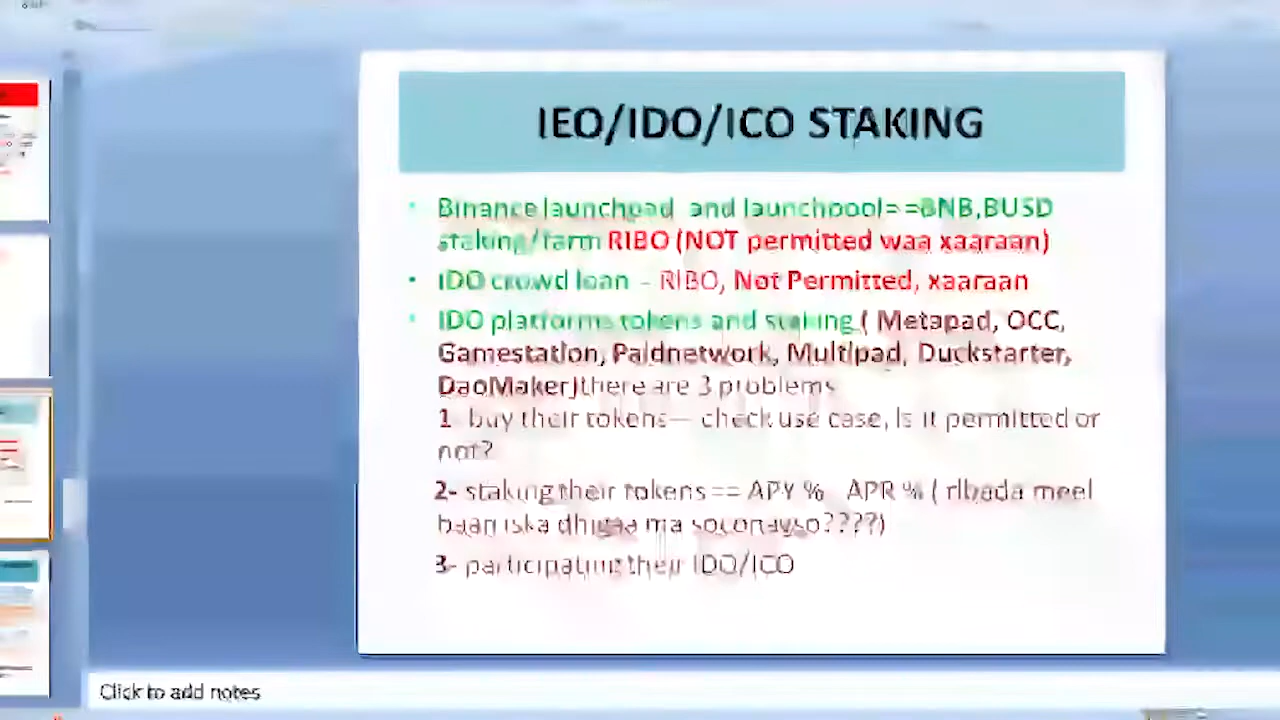 IEO/IDO/ICO STAKING
Binance launchpad and launchpool==BNB,BUSD
staking/farm RIBO (NOT permitted waa xaaraan)
IDO crowd loan – RIBO, Not Permitted, xaaraan
IDO platforms tokens and staking ( Metapad, OCC,
Gamestation, Paidnetwork, Multipad, Duckstarter,
DaoMaker)there are 3 problems
1- buy their tokens— check use case, is it permitted or
not?
2- staking their tokens== APY % APR % ( ribada meel
baan iska dhigaa ma soconayso????)
3- participating their IDO/ICO
Click to add notes